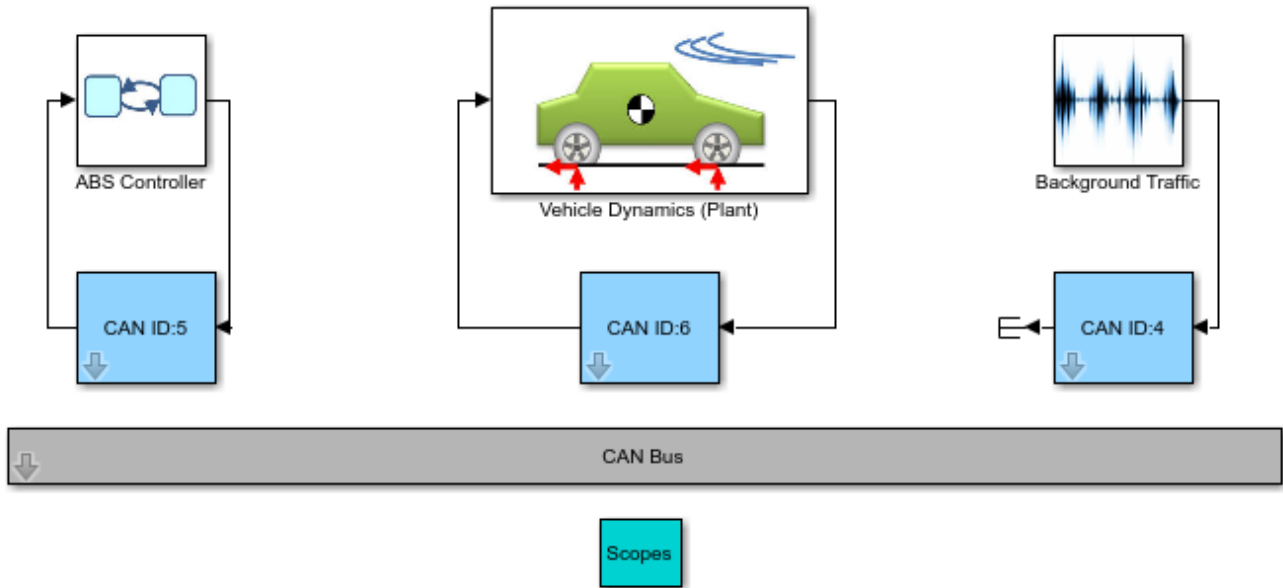 ABS Controller
Vehicle Dynamics (Plant)
Background Traffic
CAN ID:5
CAN ID:6
CAN ID:4
CAN Bus
Scopes